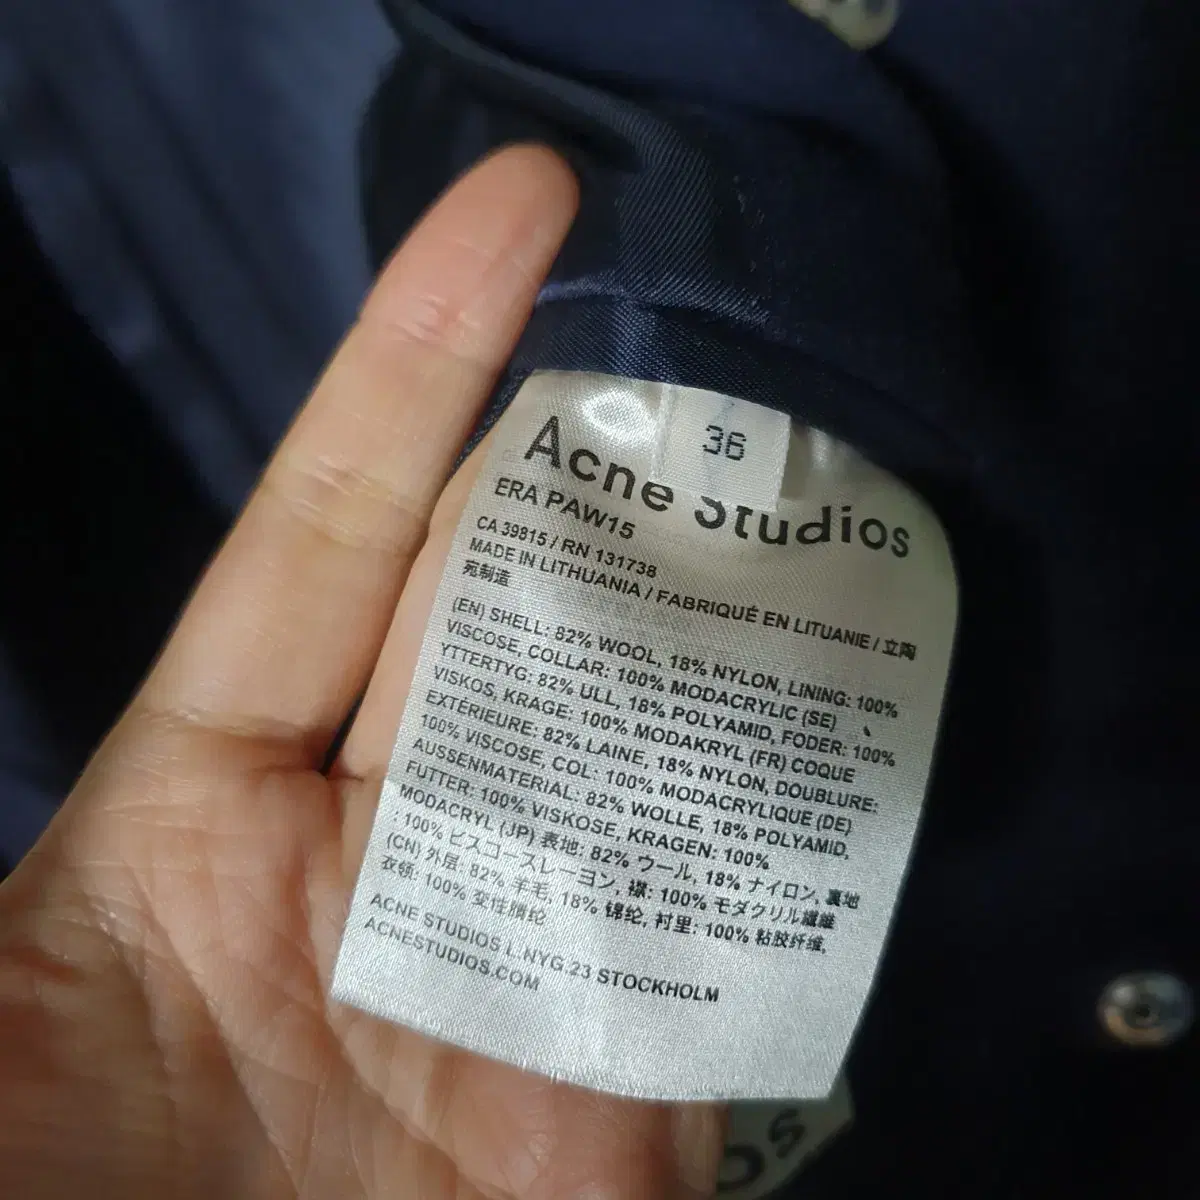 36
Acne Studios
ERA PAW15
CA 39815 / RN 131738
MADE IN LITHUANIA / FABRIQUÉ EN LITUANIE / 立陶
宛制造
(EN) SHELL: 82% WOOL, 18% NYLON, LINING: 100%
VISCOSE, COLLAR: 100% MODACRYLIC (SE)
YTTERTYG: 82% ULL, 18% POLYAMID, FODER: 100%
VISKOS, KRAGE: 100% MODAKRYL (FR) COQUE
EXTÉRIEURE: 82% LAINE, 18% NYLON, DOUBLURE:
100% VISCOSE, COL: 100% MODACRYLIQUE (DE)
AUSSENMATERIAL: 82% WOLLE, 18% POLYAMID,
FUTTER: 100% VISKOSE, KRAGEN: 100%
MODACRYL (JP) 表地: 82% ウール, 18% ナイロン, 裏地
: 100% ビスコースレーヨン, 襟: 100% モダクリル繊維
(CN) 外层: 82% 羊毛, 18% 锦纶, 衬里: 100% 粘胶纤维,
衣领: 100% 变性腈纶
ACNE STUDIOS L.NYG.23 STOCKHOLM
ACNESTUDIOS.COM
os